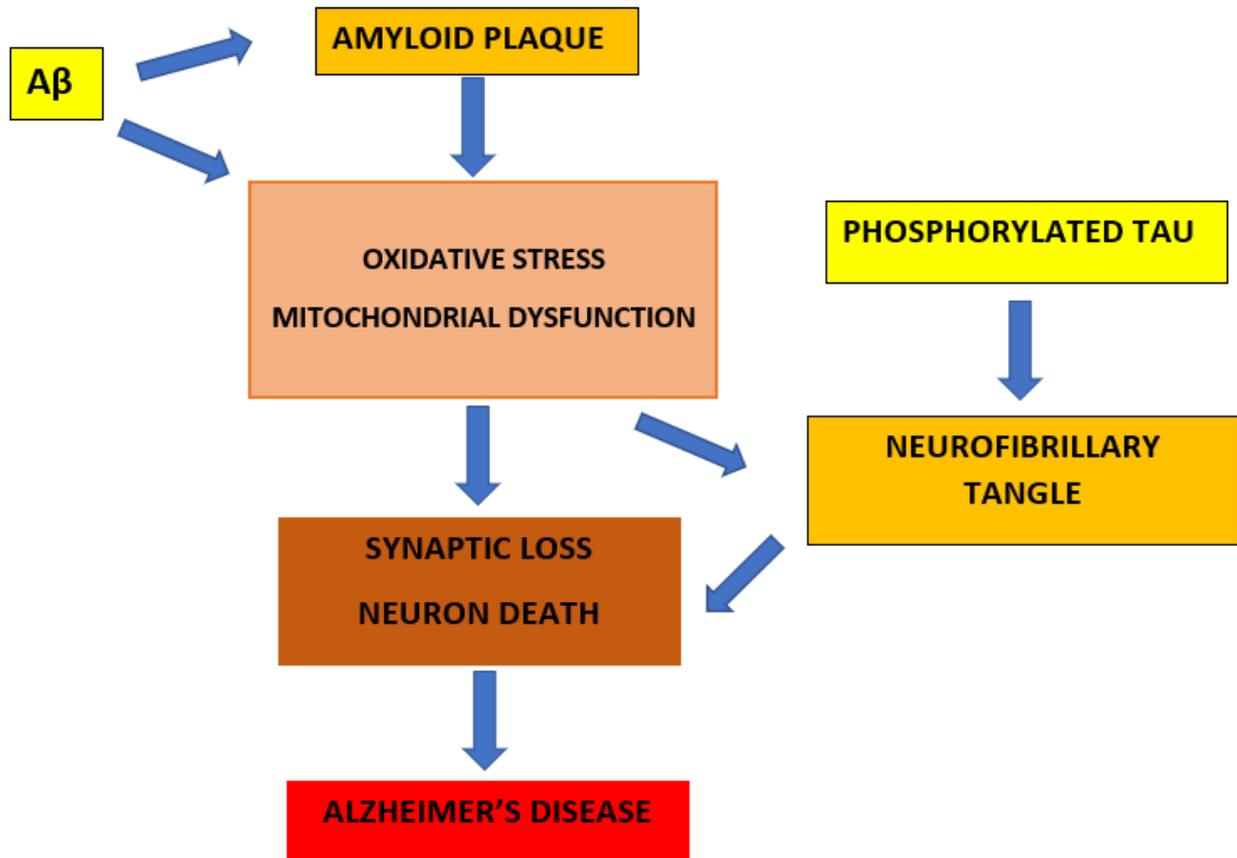 AMYLOID PLAQUE
Aβ
OXIDATIVE STRESS
MITOCHONDRIAL DYSFUNCTION
PHOSPHORYLATED TAU
NEUROFIBRILLARY
TANGLE
SYNAPTIC LOSS
NEURON DEATH
ALZHEIMER’S DISEASE